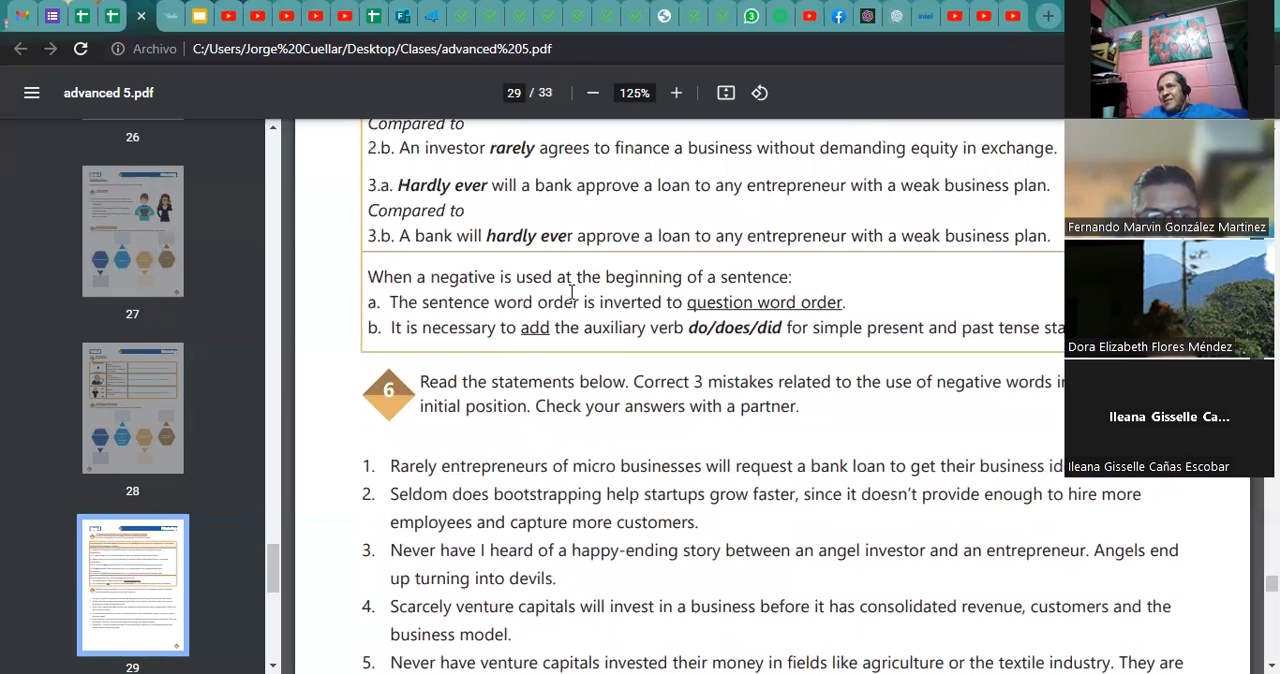 Archivo
C:/Users/Jorge%20Cuellar/Desktop/Clases/advanced%205.pdf
advanced 5.pdf
29 / 33
125%
26
27
28
29
Compared to
2.b. An investor rarely agrees to finance a business without demanding equity in exchange.
3.a. Hardly ever will a bank approve a loan to any entrepreneur with a weak business plan.
Compared to
3.b. A bank will hardly ever approve a loan to any entrepreneur with a weak business plan.
When a negative is used at the beginning of a sentence:
a. The sentence word order is inverted to question word order.
b. It is necessary to add the auxiliary verb do/does/did for simple present and past tense sta
6
Read the statements below. Correct 3 mistakes related to the use of negative words in
initial position. Check your answers with a partner.
1. Rarely entrepreneurs of micro businesses will request a bank loan to get their business id
2. Seldom does bootstrapping help startups grow faster, since it doesn't provide enough to hire more
employees and capture more customers.
3. Never have I heard of a happy-ending story between an angel investor and an entrepreneur. Angels end
up turning into devils.
4. Scarcely venture capitals will invest in a business before it has consolidated revenue, customers and the
business model.
5. Never have venture capitals invested their money in fields like agriculture or the textile industry. They are
Fernando Marvin González Martinez
Dora Elizabeth Flores Méndez
Ileana Gisselle Ca...
Ileana Gisselle Cañas Escobar